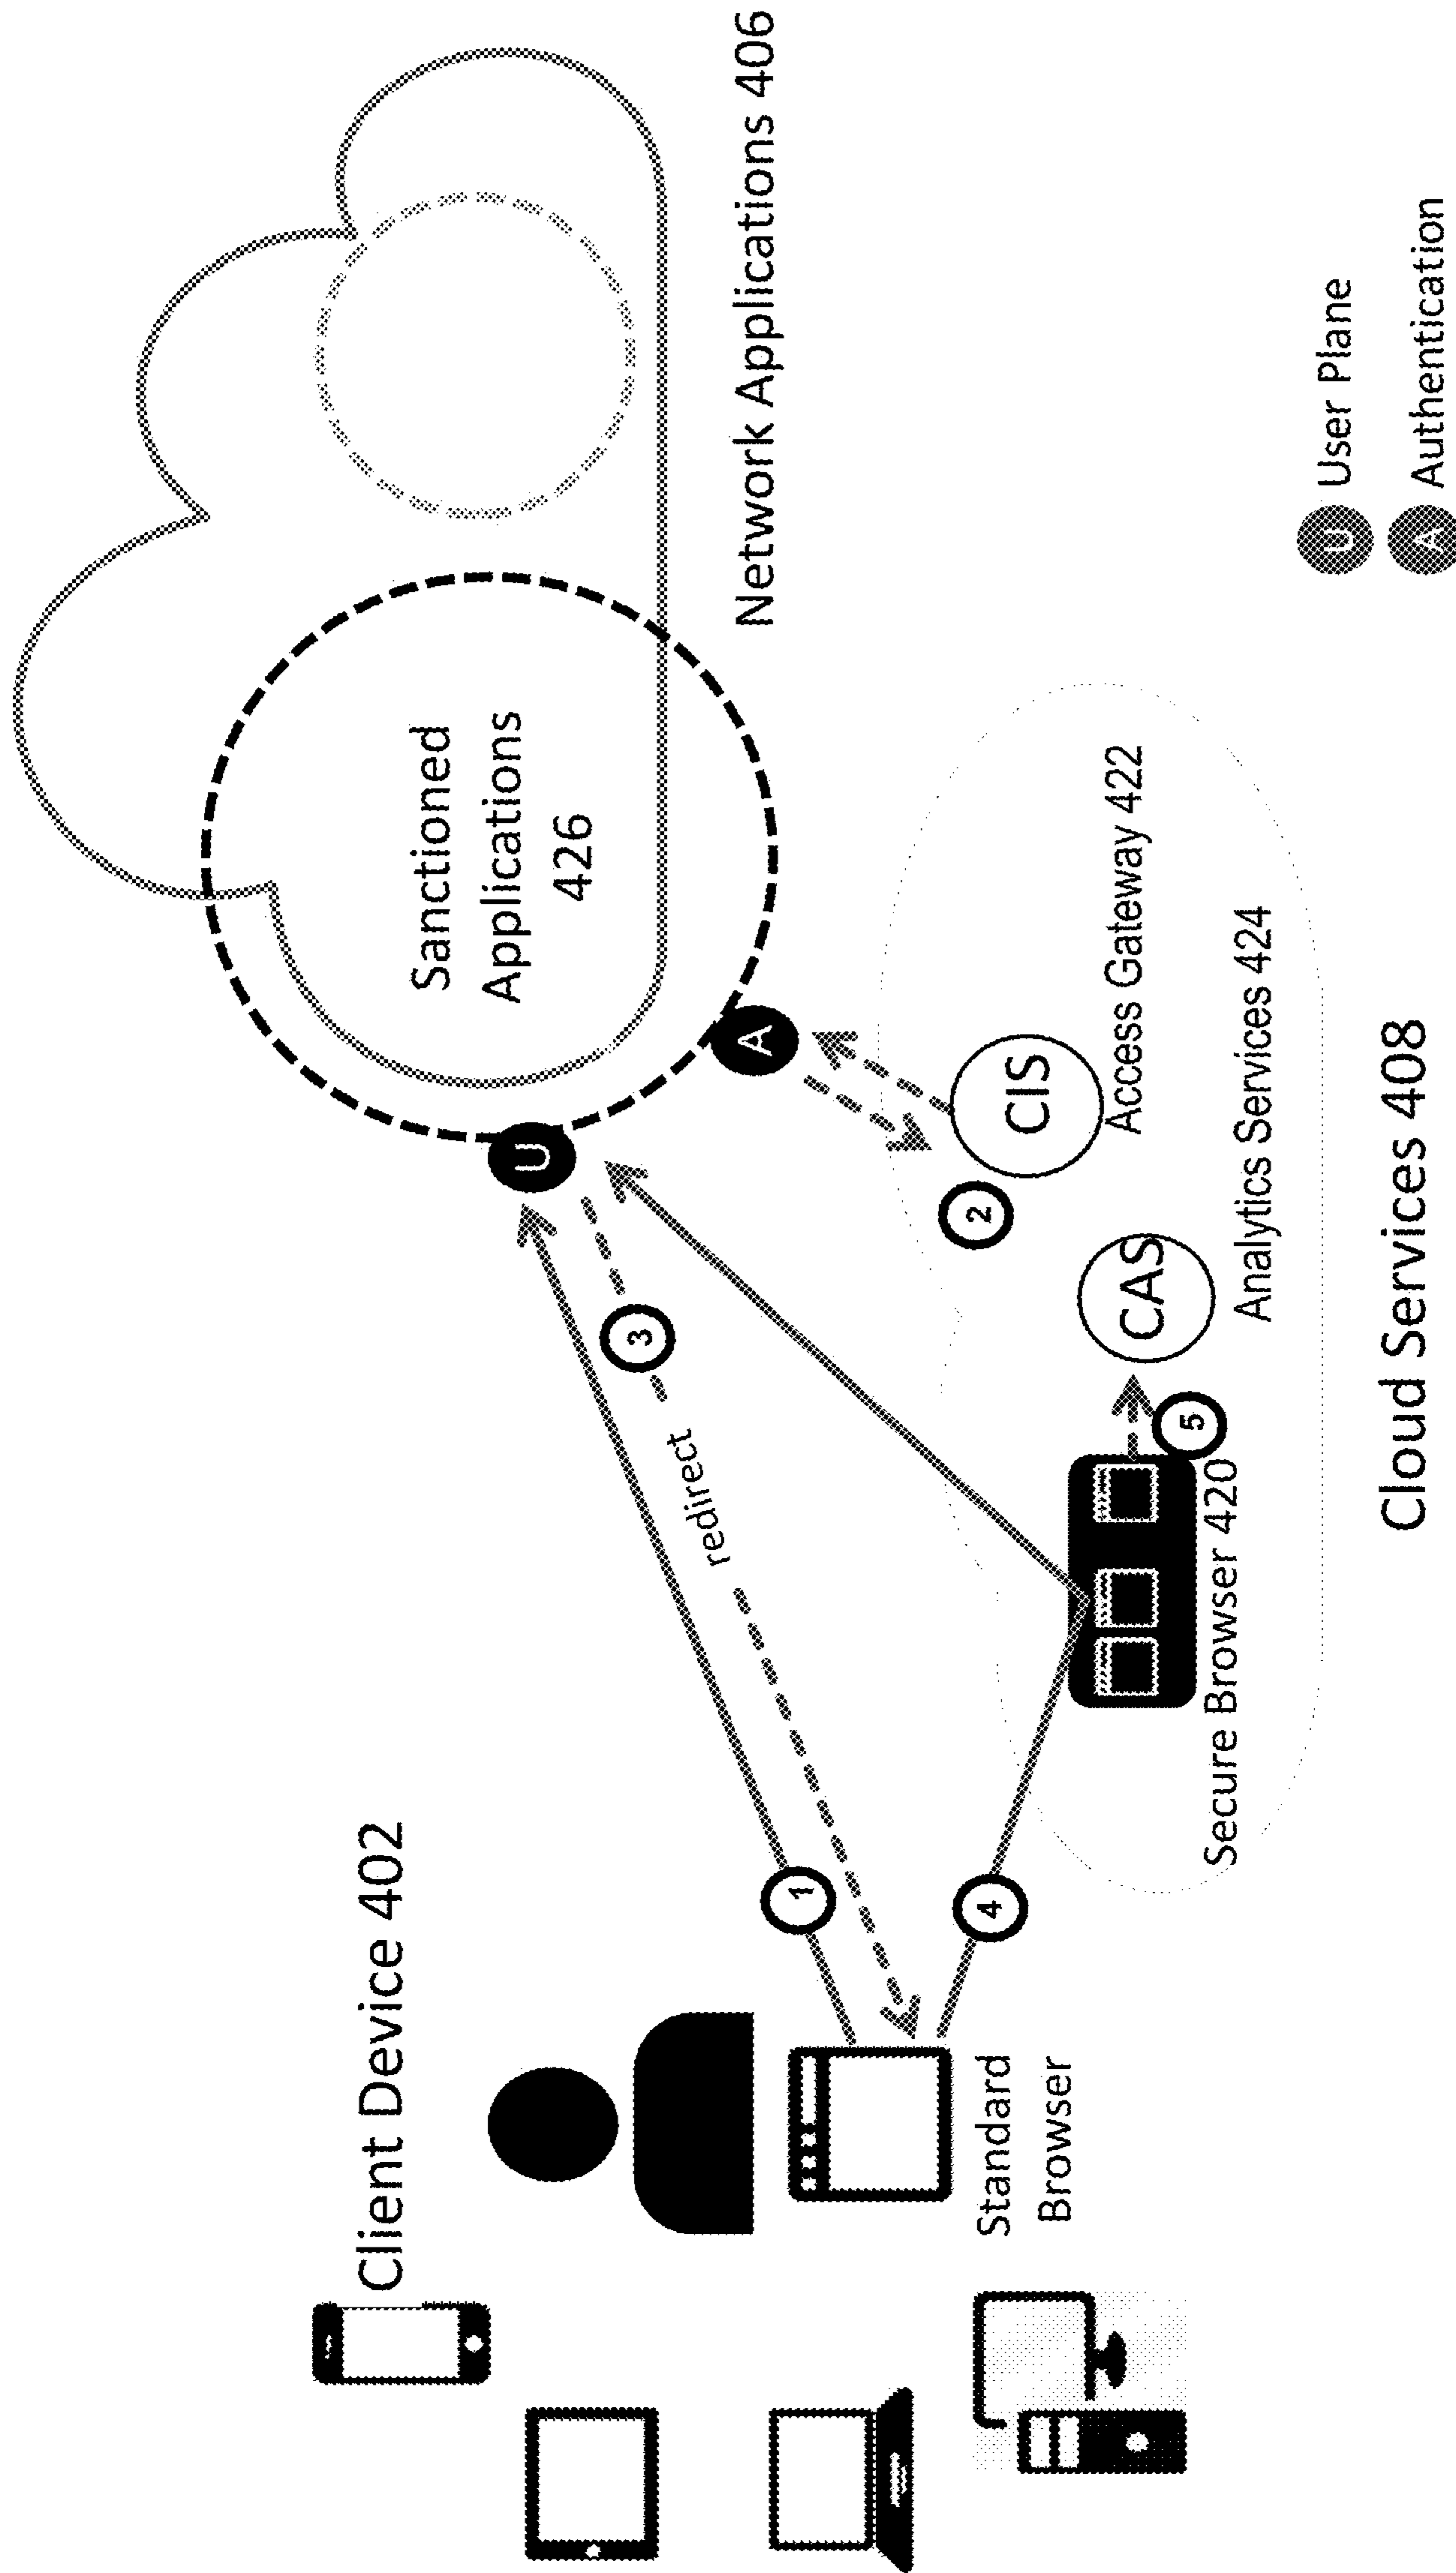 Client Device 402
Standard
Browser
1
redirect
3
4
U
A
Sanctioned
Applications
426
Network Applications 406
2
CIS
Access Gateway 422
CAS
Analytics Services 424
5
Secure Browser 420
Cloud Services 408
U User Plane
A Authentication